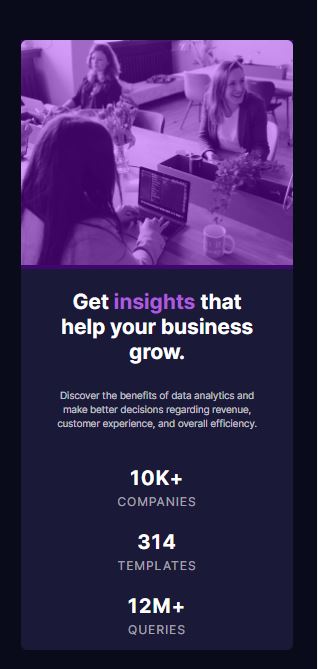 Get insights that
help your business
grow.
Discover the benefits of data analytics and
make better decisions regarding revenue,
customer experience, and overall efficiency.
10K+
COMPANIES
314
TEMPLATES
12M+
QUERIES